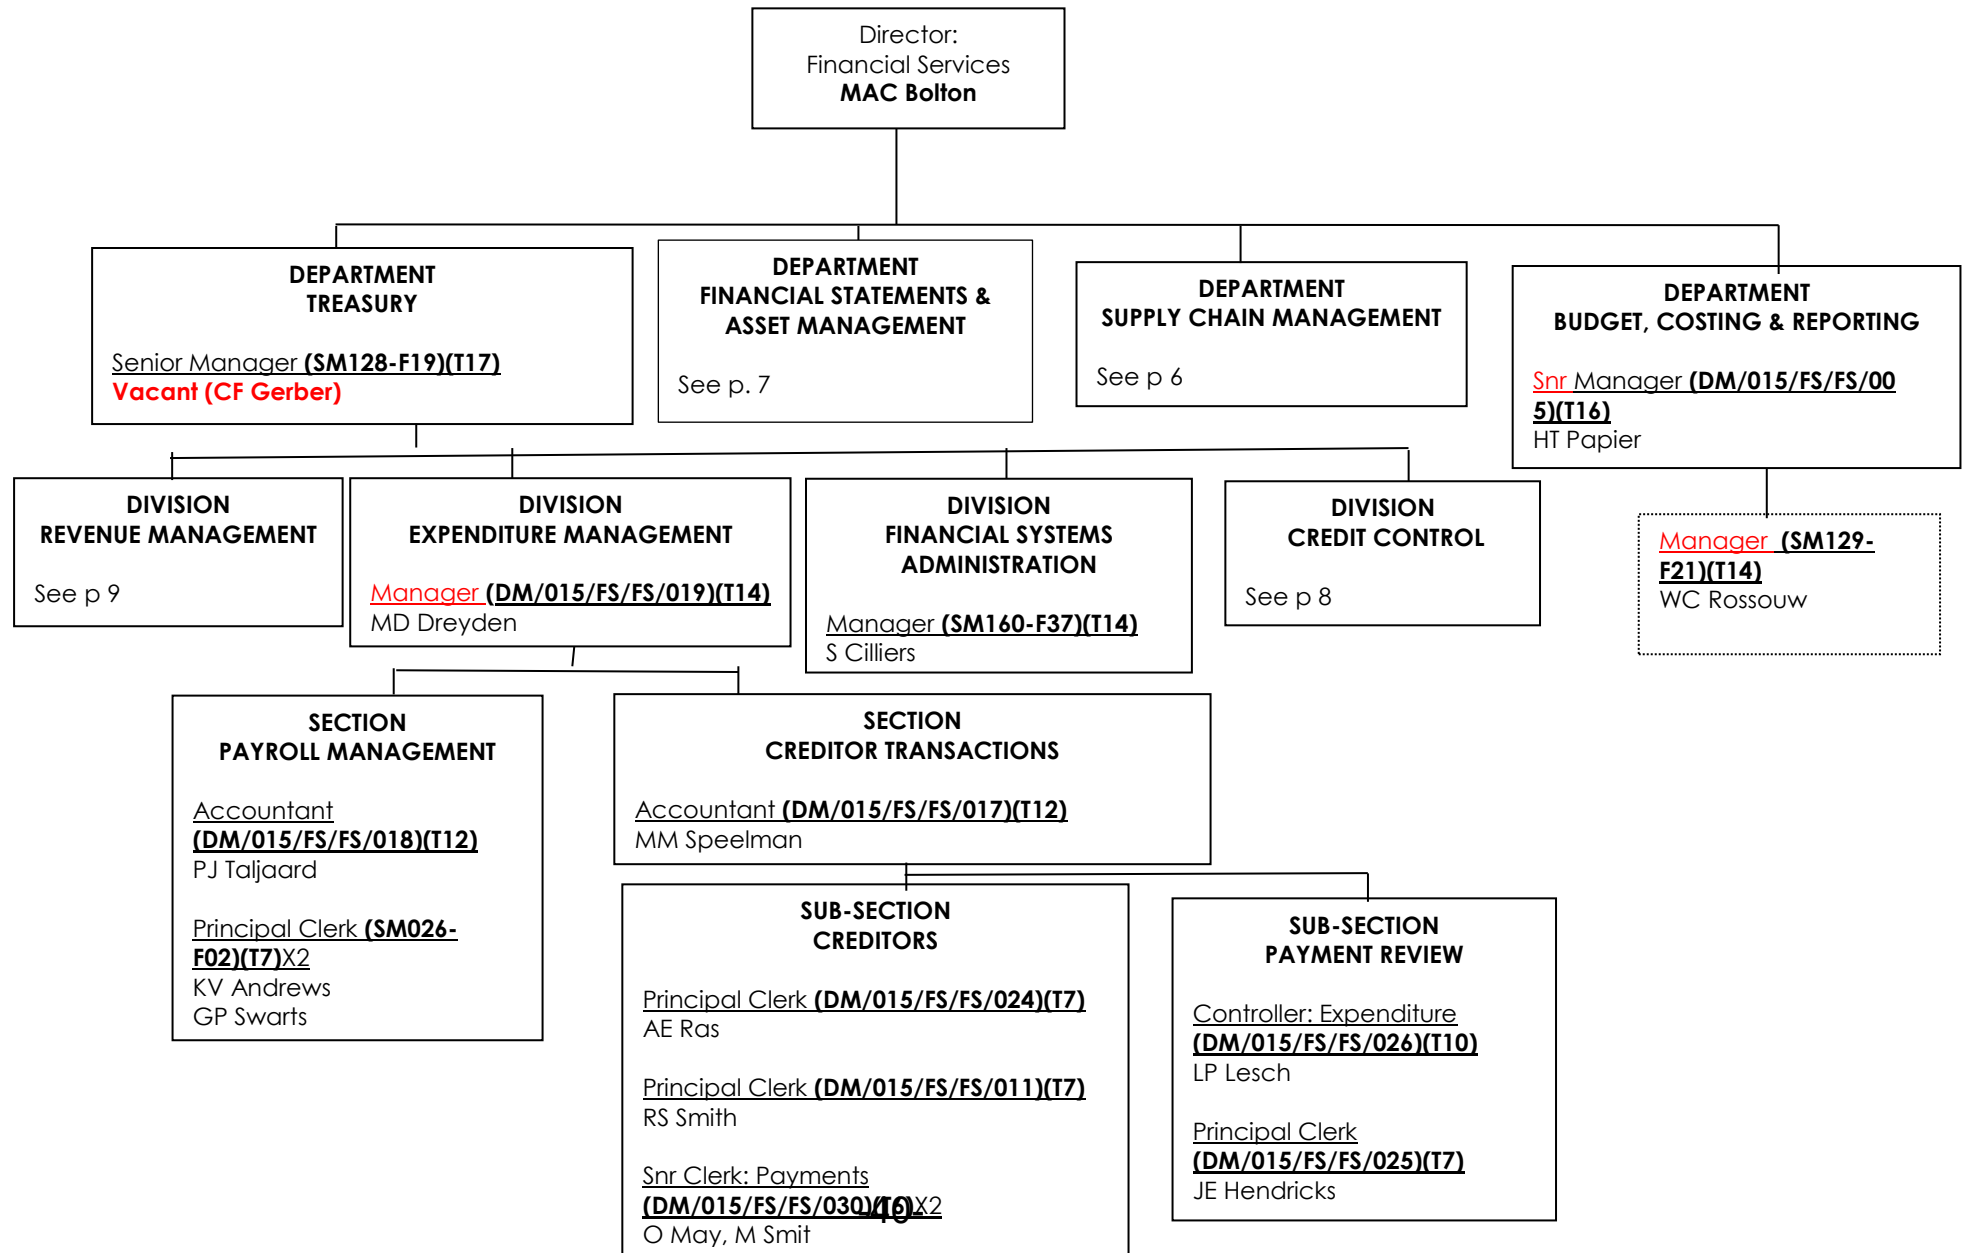 Director:
Financial Services
MAC Bolton
DEPARTMENT
TREASURY
Senior Manager (SM128-F19)(T17)
Vacant (CF Gerber)
DEPARTMENT
FINANCIAL STATEMENTS &
ASSET MANAGEMENT
See p. 7
DEPARTMENT
SUPPLY CHAIN MANAGEMENT
See p 6
DEPARTMENT
BUDGET, COSTING & REPORTING
Snr Manager (DM/015/FS/FS/00
5)(T16)
HT Papier
DIVISION
REVENUE MANAGEMENT
See p 9
DIVISION
EXPENDITURE MANAGEMENT
Manager (DM/015/FS/FS/019)(T14)
MD Dreyden
DIVISION
FINANCIAL SYSTEMS
ADMINISTRATION
Manager (SM160-F37)(T14)
S Cilliers
DIVISION
CREDIT CONTROL
See p 8
Manager (SM129-
F21)(T14)
WC Rossouw
SECTION
PAYROLL MANAGEMENT
Accountant
(DM/015/FS/FS/018)(T12)
PJ Taljaard
Principal Clerk (SM026-
F02)(T7)X2
KV Andrews
GP Swarts
SECTION
CREDITOR TRANSACTIONS
Accountant (DM/015/FS/FS/017)(T12)
MM Speelman
SUB-SECTION
CREDITORS
Principal Clerk (DM/015/FS/FS/024)(T7)
AE Ras
Principal Clerk (DM/015/FS/FS/011)(T7)
RS Smith
Snr Clerk: Payments
(DM/015/FS/FS/030)(T6)X2
O May, M Smit
SUB-SECTION
PAYMENT REVIEW
Controller: Expenditure
(DM/015/FS/FS/026)(T10)
LP Lesch
Principal Clerk
(DM/015/FS/FS/025)(T7)
JE Hendricks
-40-